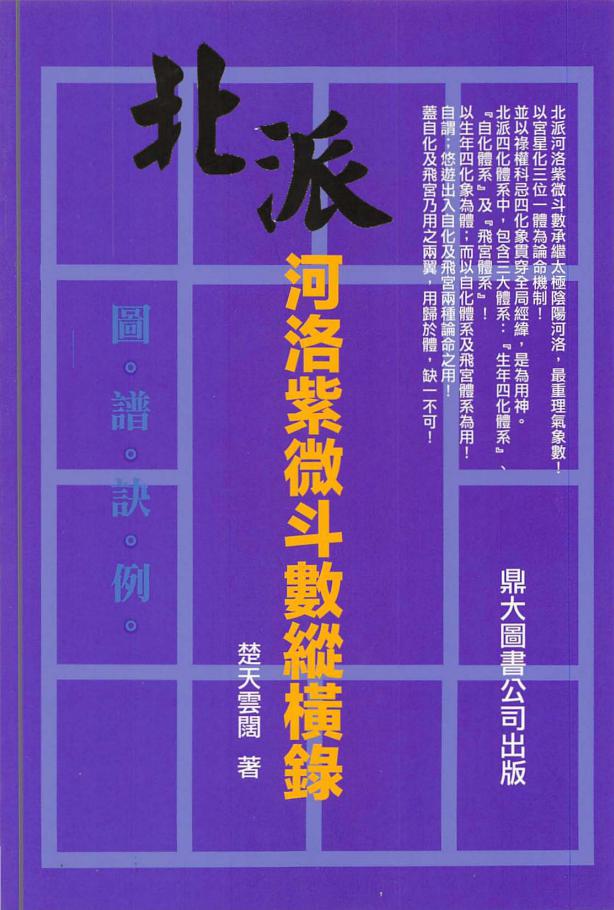 北派
河洛紫微斗數縱橫錄
北派河洛紫微斗數承繼太極陰陽河洛，最重理氣象數！
以宮星化三位一體為論命機制！
並以祿權科忌四化象貫穿全局經緯，是為用神。
北派四化體系中，包含三大體系：『生年四化體系』、
『自化體系』及『飛宮體系』！
以生年四化象為體；而以自化體系及飛宮體系為用！
自謂；悠遊出入自化及飛宮兩種論命之用！
蓋自化及飛宮乃用之兩翼，用歸於體，缺一不可！
圖。譜。訣。例。
楚天雲闊 著
鼎大圖書公司出版